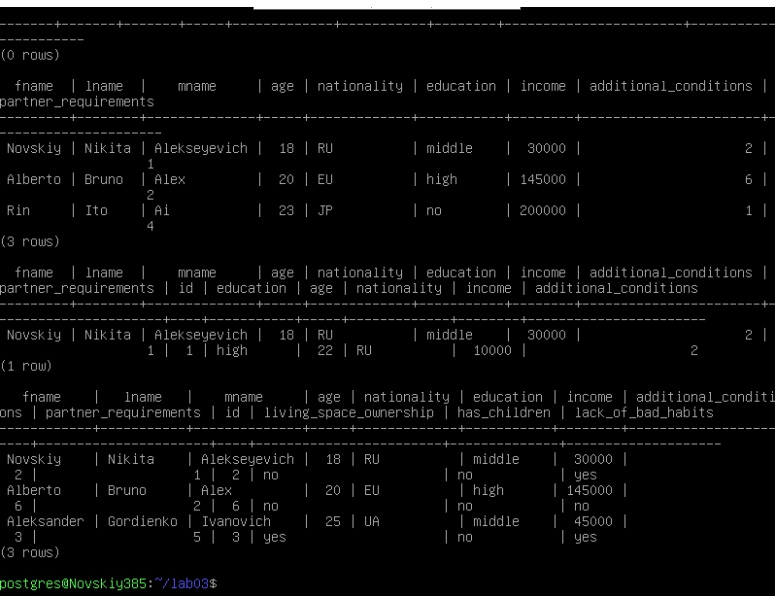 -------+-------+-------------+-----+-------------+-----------+--------+-----------------------+-----------
-----------
(0 rows)
fname | lname | mname | age | nationality | education | income | additional_conditions |
partner_requirements
---------+--------+-------------+-----+-------------+-----------+--------+-----------------------+-
--------------------
Novskiy | Nikita | Alekseyevich | 18 | RU | middle | 30000 | 2 |
1
Alberto | Bruno | Alex | 20 | EU | high | 145000 | 6 |
2
Rin | Ito | Ai | 23 | JP | no | 200000 | 1 |
4
(3 rows)
fname | lname | mname | age | nationality | education | income | additional_conditions |
partner_requirements | id | education | age | nationality | income | additional_conditions
---------+--------+--------------+-----+-------------+-----------+--------+-----------------------+-
---------------------+----+-----------+-----+-------------+--------+-----------------------
Novskiy | Nikita | Alekseyevich | 18 | RU | middle | 30000 | 2 |
1 | 1 | high | 22 | RU | 10000 | 2
(1 row)
fname | lname | mname | age | nationality | education | income | additional_conditi
ons | partner_requirements | id | living_space_ownership | has_children | lack_of_bad_habits
------------+-----------+--------------+-----+-------------+-----------+--------+-------------------
----+----------------------+----+------------------------+--------------+--------------------
Novskiy | Nikita | Alekseyevich | 18 | RU | middle | 30000 |
2 | 1 | 2 | no | no | yes
Alberto | Bruno | Alex | 20 | EU | high | 145000 |
6 | 2 | 6 | no | no | no
Aleksander | Gordienko | Ivanovich | 25 | UA | middle | 45000 |
3 | 5 | 3 | yes | no | yes
(3 rows)
postgres@Novskiy385:~/lab03$